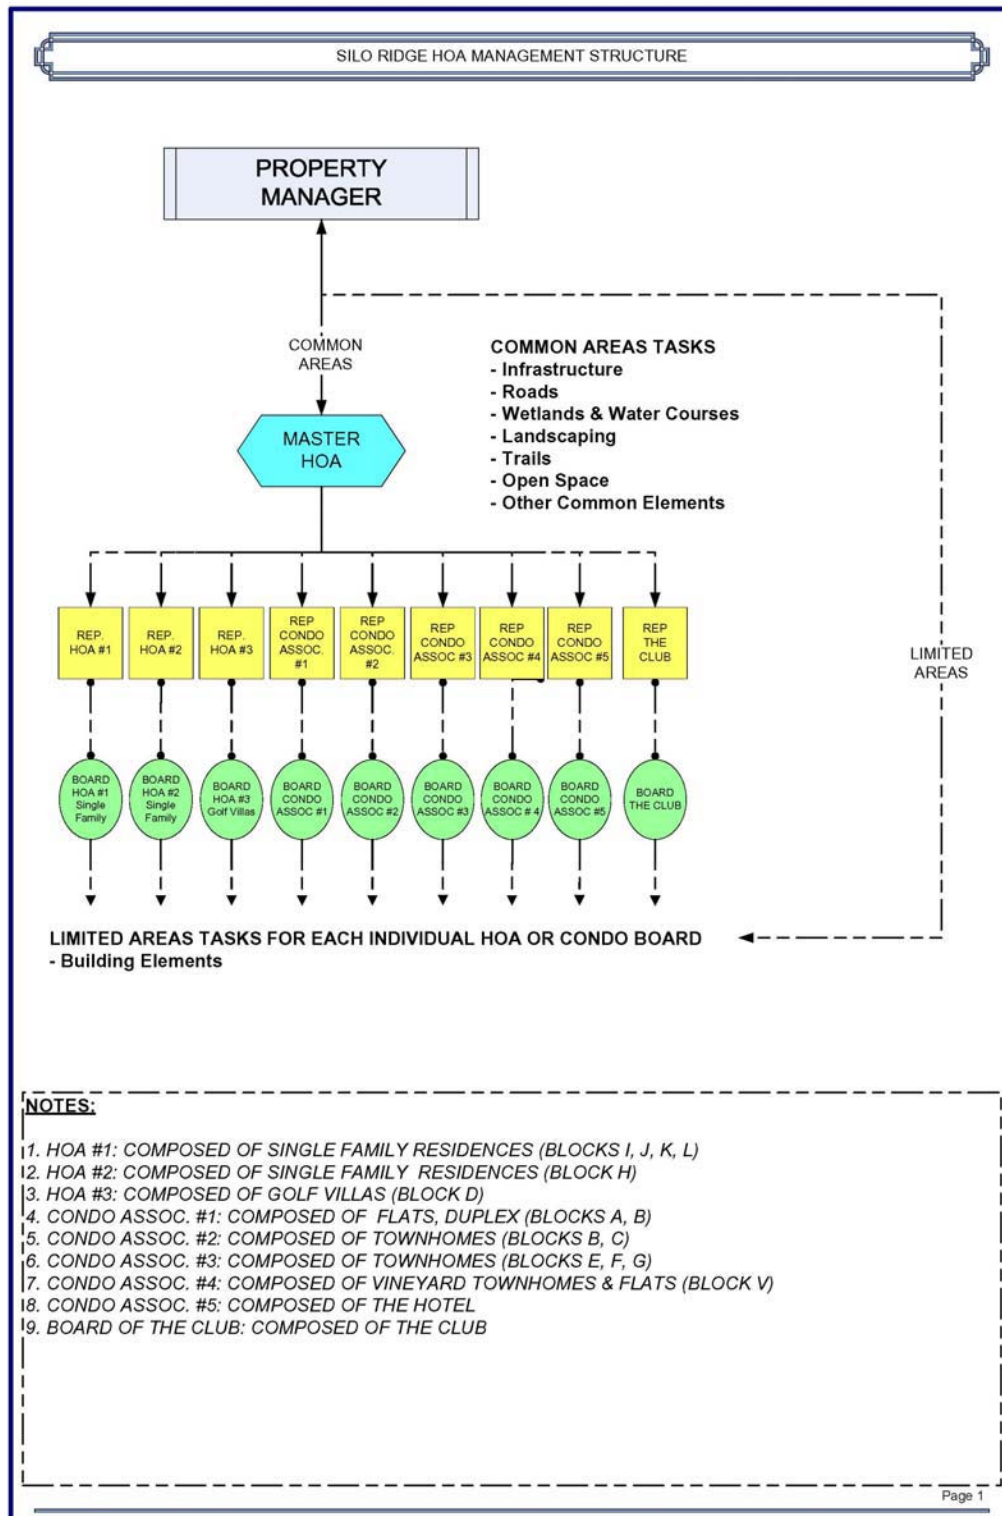 SILO RIDGE HOA MANAGEMENT STRUCTURE
PROPERTY
MANAGER
COMMON
AREAS
COMMON AREAS TASKS
- Infrastructure
- Roads
- Wetlands & Water Courses
- Landscaping
- Trails
- Open Space
- Other Common Elements
MASTER
HOA
REP.
HOA #1
REP.
HOA #2
REP.
HOA #3
REP
CONDO
ASSOC.
#1
REP
CONDO
ASSOC.
#2
REP
CONDO
ASSOC #3
REP
CONDO
ASSOC #4
REP
CONDO
ASSOC #5
REP
THE
CLUB
LIMITED
AREAS
BOARD
HOA #1
Single
Family
BOARD
HOA #2
Single
Family
BOARD
HOA #3
Golf Villas
BOARD
CONDO
ASSOC #1
BOARD
CONDO
ASSOC #2
BOARD
CONDO
ASSOC #3
BOARD
CONDO
ASSOC # 4
BOARD
CONDO
ASSOC #5
BOARD
THE CLUB
LIMITED AREAS TASKS FOR EACH INDIVIDUAL HOA OR CONDO BOARD
- Building Elements
NOTES:
1. HOA #1: COMPOSED OF SINGLE FAMILY RESIDENCES (BLOCKS I, J, K, L)
2. HOA #2: COMPOSED OF SINGLE FAMILY RESIDENCES (BLOCK H)
3. HOA #3: COMPOSED OF GOLF VILLAS (BLOCK D)
4. CONDO ASSOC. #1: COMPOSED OF FLATS, DUPLEX (BLOCKS A, B)
5. CONDO ASSOC. #2: COMPOSED OF TOWNHOMES (BLOCKS B, C)
6. CONDO ASSOC. #3: COMPOSED OF TOWNHOMES (BLOCKS E, F, G)
7. CONDO ASSOC. #4: COMPOSED OF VINEYARD TOWNHOMES & FLATS (BLOCK V)
8. CONDO ASSOC. #5: COMPOSED OF THE HOTEL
9. BOARD OF THE CLUB: COMPOSED OF THE CLUB
Page 1